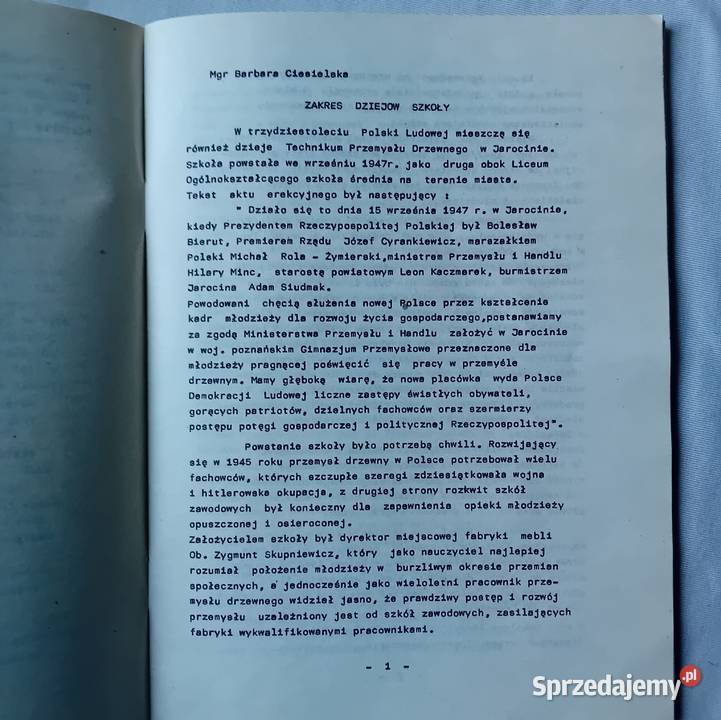 Mgr Barbara Ciesielska
ZAKRES DZIEJOW SZKOŁY
W trzydziestoleciu Polski Ludowej mieszczę się
również dzieje Technikum Przemysłu Drzewnego w Jarocinie.
Szkoła powstała we wrześniu 1947r. jako druga obok Liceum
Ogólnokształcęcego szkoła średnia na terenie miasta.
Tekst aktu erekcyjnego był następujący :
" Działo się to dnia 15 września 1947 r. w Jarocinie,
kiedy Prezydentem Rzeczypospolitej Polskiej był Bolesław
Bierut, Premierem Rzędu Józef Cyrankiewicz, marszałkiem
Polski Michał Rola - Żymierski,ministrem Przemysłu i Handlu
Hilary Minc, starostę powiatowym Leon Kaczmarek, burmistrzem
Jarocina Adam Siudmak.
Powodowani chęcią służenia nowej Polsce przez kształcenie
kadr młodzieży dla rozwoju życia gospodarczego,postanawiamy
za zgodę Ministerstwa Przemysłu i Handlu założyć w Jarocinie
w woj. poznańskim Gimnazjum Przemysłowe przeznaczone dla
młodzieży pragnęcej poświęcić się pracy w przemyśle
drzewnym. Mamy głęboką wiarę, że nowa placówka wyda Polsce
Demokracji Ludowej liczne zastępy światłych obywateli,
gorących patriotów, dzielnych fachowców oraz szermierzy
postępu potęgi gospodarczej i politycznej Rzeczypospolitej".
Powstanie szkoły było potrzebą chwili. Rozwijający
się w 1945 roku przemysł drzewny w Polsce potrzebował wielu
fachowców, których szczupłe szeregi zdziesiątkowała wojna
i hitlerowska okupacja, z drugiej strony rozkwit szkół
zawodowych był konieczny dla zapewnienia opieki młodzieży
opuszczonej i osieroconej.
Założycielem szkoły był dyrektor miejscowej fabryki mebli
Ob. Zygmunt Skupniewicz, który jako nauczyciel najlepiej
rozumiał położenie młodzieży w burzliwym okresie przemian
społecznych, a jednocześnie jako wieloletni pracownik prze-
mysłu drzewnego widział jasno, że prawdziwy postęp i rozwój
przemysłu uzależniony jest od szkół zawodowych, zasilających
fabryki wykwalifikowanymi pracownikami.
- 1 -
Sprzedajemy.pl